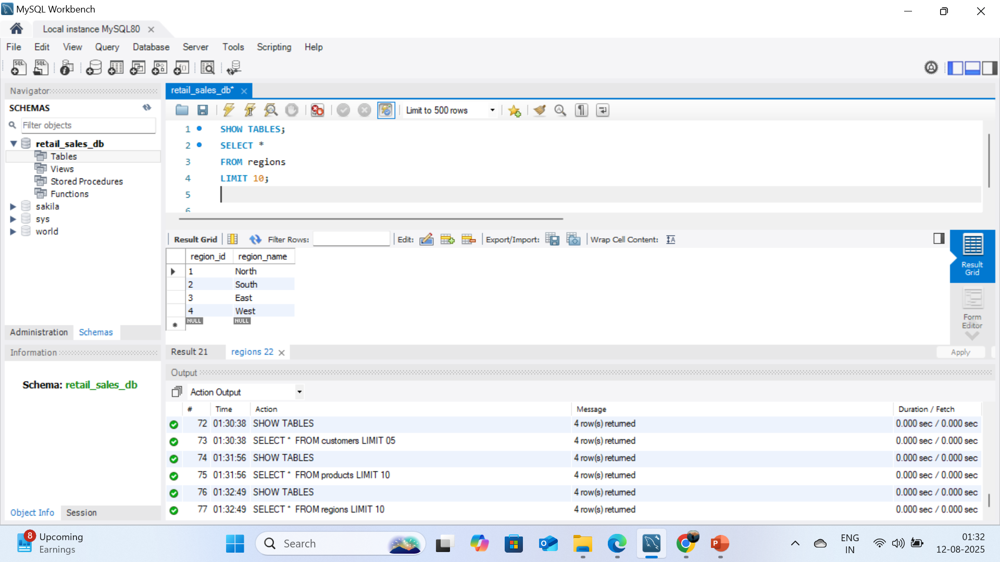 MySQL Workbench
Local instance MySQL80
File Edit View Query Database Server Tools Scripting Help
Navigator
SCHEMAS
Filter objects
retail_sales_db
Tables
Views
Stored Procedures
Functions
sakila
sys
world
Administration Schemas
Information
Schema: retail_sales_db
Object Info Session
retail_sales_db*
Limit to 500 rows
1 SHOW TABLES;
2 SELECT *
3 FROM regions
4 LIMIT 10;
5
6
Result Grid Filter Rows: Edit: Export/Import: Wrap Cell Content:
region_id region_name
1 North
2 South
3 East
4 West
NULL NULL
Result Grid
Form Editor
Result 21 regions 22 Apply
Output
Action Output
# Time Action Message Duration / Fetch
72 01:30:38 SHOW TABLES 4 row(s) returned 0.000 sec / 0.000 sec
73 01:30:38 SELECT * FROM customers LIMIT 05 4 row(s) returned 0.000 sec / 0.000 sec
74 01:31:56 SHOW TABLES 4 row(s) returned 0.000 sec / 0.000 sec
75 01:31:56 SELECT * FROM products LIMIT 10 4 row(s) returned 0.000 sec / 0.000 sec
76 01:32:49 SHOW TABLES 4 row(s) returned 0.000 sec / 0.000 sec
77 01:32:49 SELECT * FROM regions LIMIT 10 4 row(s) returned 0.000 sec / 0.000 sec
8
Upcoming
Earnings
Search
ENG
IN
01:32
12-08-2025